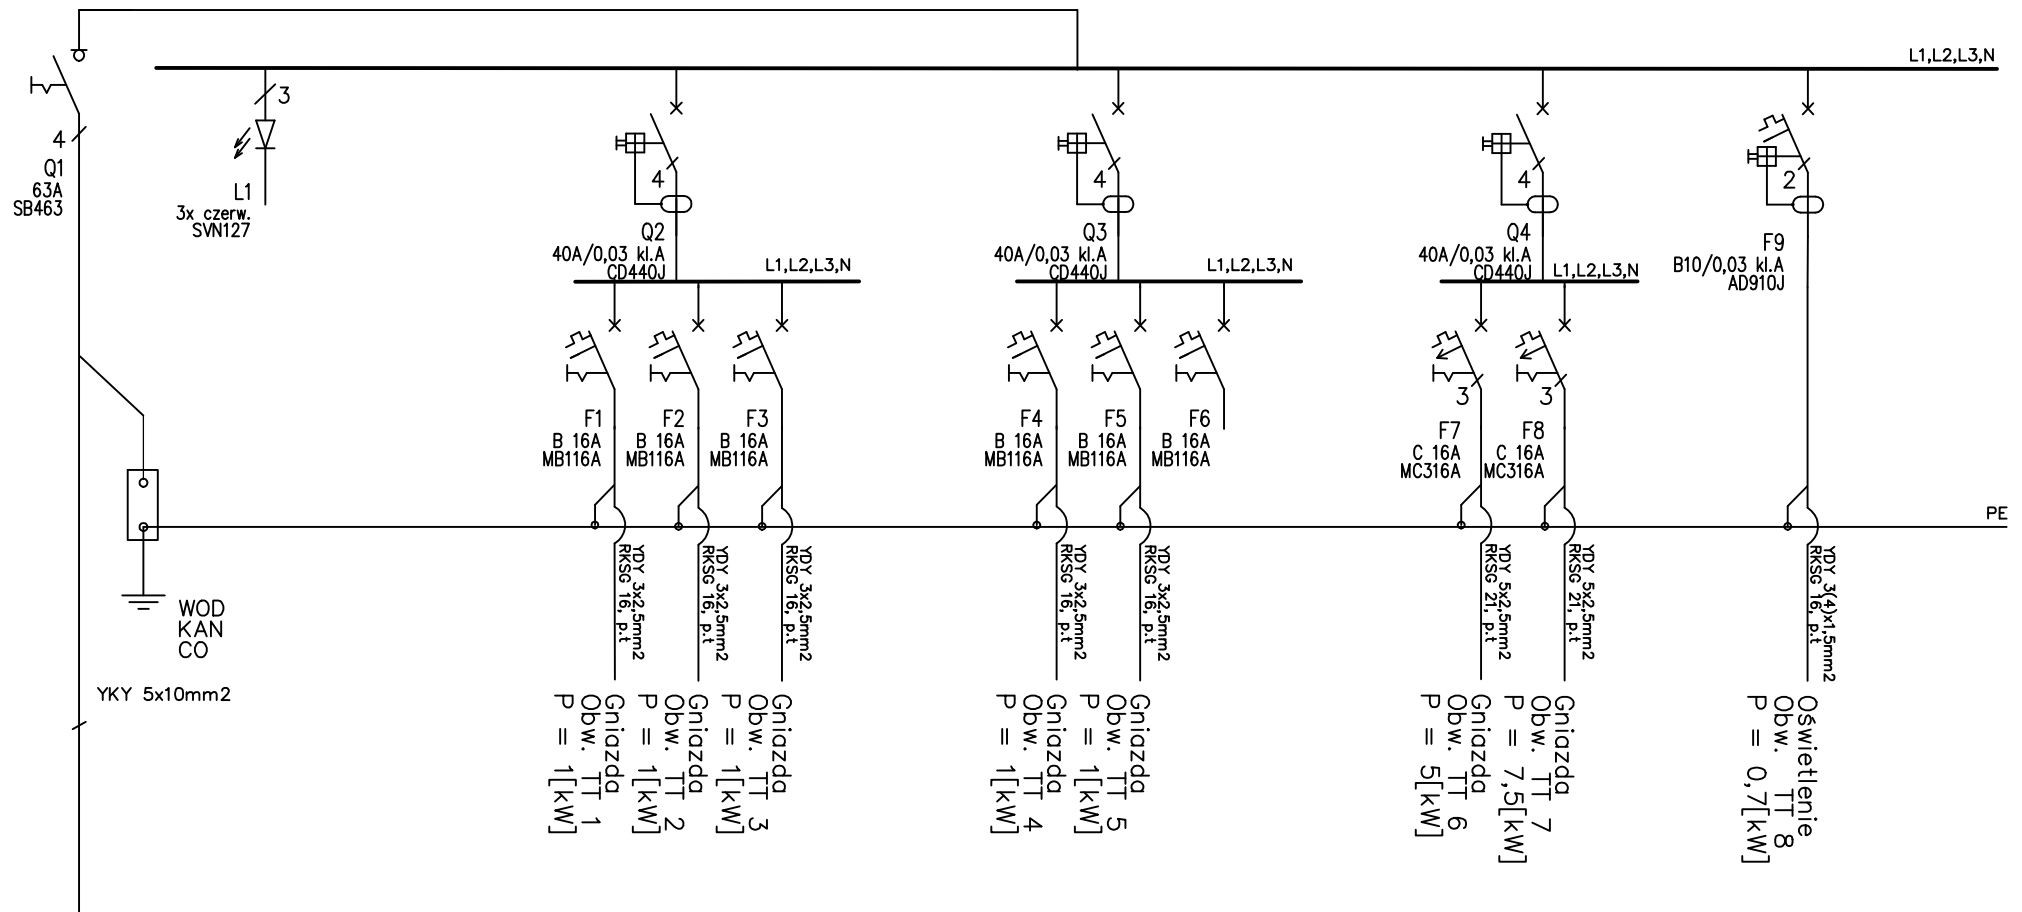 L1,L2,L3,N
3
4
Q1
63A
SB463
L1
3x czerw.
SVN127
4
Q2
40A/0,03 kl.A
CD440J
L1,L2,L3,N
4
Q3
40A/0,03 kl.A
CD440J
L1,L2,L3,N
4
Q4
40A/0,03 kl.A
CD440J
L1,L2,L3,N
2
F9
B10/0,03 kl.A
AD910J
F1
B 16A
MB116A
F2
B 16A
MB116A
F3
B 16A
MB116A
F4
B 16A
MB116A
F5
B 16A
MB116A
F6
B 16A
MB116A
3
F7
C 16A
MC316A
3
F8
C 16A
MC316A
PE
WOD
KAN
CO
YKY 5x10mm2
YDY 3x2,5mm2
RKSG 16, p.t
YDY 3x2,5mm2
RKSG 16, p.t
YDY 3x2,5mm2
RKSG 16, p.t
YDY 3x2,5mm2
RKSG 16, p.t
YDY 3x2,5mm2
RKSG 16, p.t
YDY 5x2,5mm2
RKSG 21, p.t
YDY 5x2,5mm2
RKSG 21, p.t
YDY 3(4)x1,5mm2
RKSG 16, p.t
Gniazda
Obw. TT 1
P = 1[kW]
Gniazda
Obw. TT 2
P = 1[kW]
Gniazda
Obw. TT 3
P = 1[kW]
Gniazda
Obw. TT 4
P = 1[kW]
Gniazda
Obw. TT 5
P = 1[kW]
Gniazda
Obw. TT 6
P = 5[kW]
Gniazda
Obw. TT 7
P = 7,5[kW]
Oświetlenie
Obw. TT 8
P = 0,7[kW]